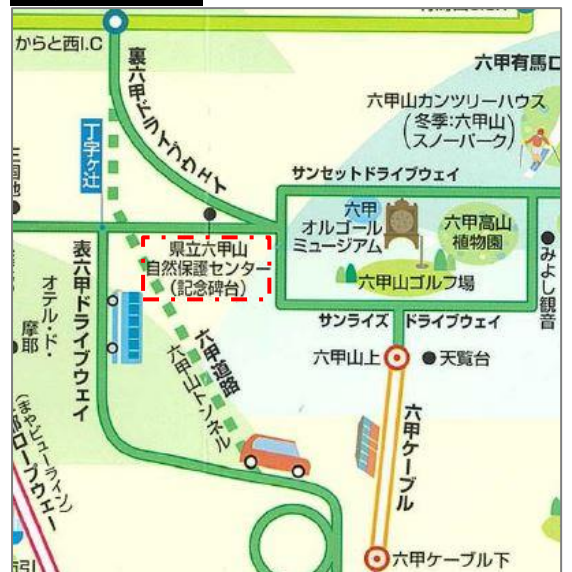 からと西I.C
裏六甲ドライブウェイ
六甲有馬口
六甲山カンツリーハウス
(冬季:六甲山)
(スノーパーク)
丁字ヶ辻
サンセットドライブウェイ
六甲
オルゴール
ミュージアム
六甲高山
植物園
県立六甲山
自然保護センター
(記念碑台)
表六甲ドライブウェイ
六甲山ゴルフ場
みよし観音
オテル・ド・
摩耶
サンライズ ドライブウェイ
六甲山上
天覧台
六甲道路
六甲山トンネル
六甲ケーブル
(まやビューライン)
ロープウェー
六甲ケーブル下